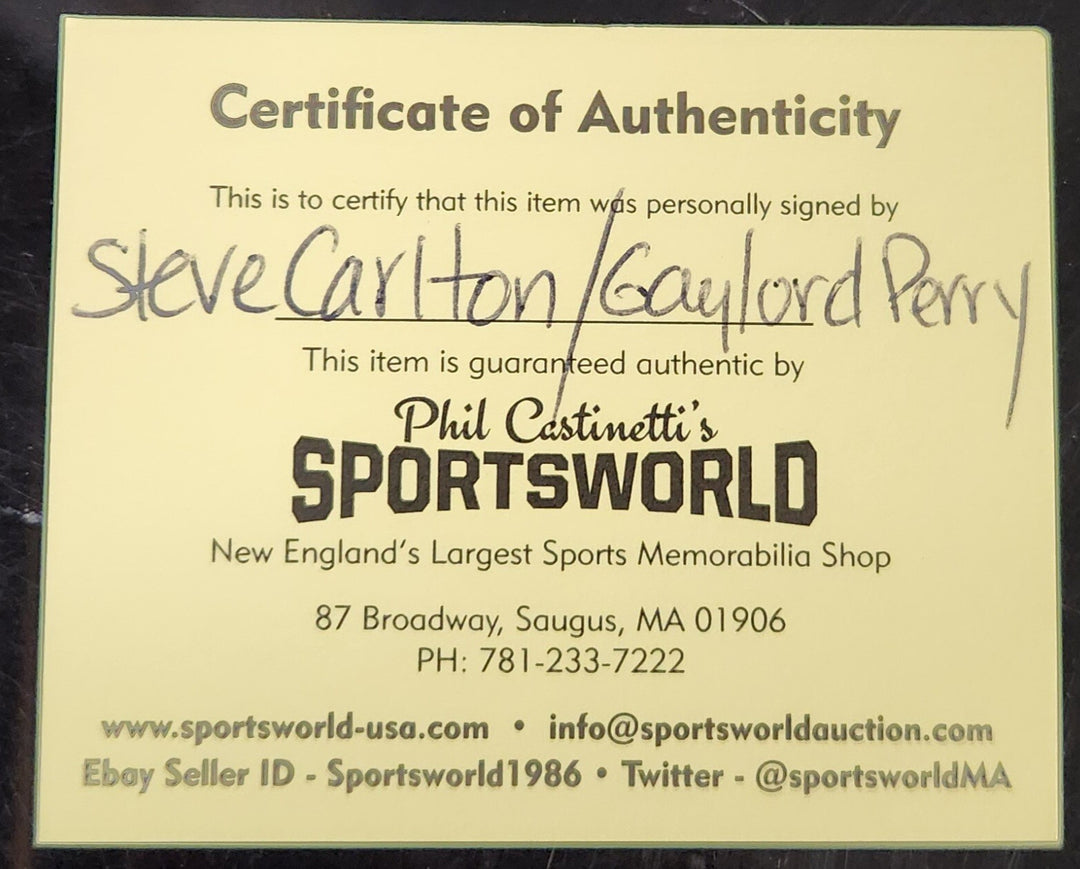 Certificate of Authenticity
This is to certify that this item was personally signed by
Steve Carlton/Gaylord Perry
This item is guaranteed authentic by
Phil Castinetti's
SPORTSWORLD
New England's Largest Sports Memorabilia Shop
87 Broadway, Saugus, MA 01906
PH: 781-233-7222
www.sportsworld-usa.com • info@sportsworldauction.com
Ebay Seller ID - Sportsworld1986 • Twitter - @sportsworldMA